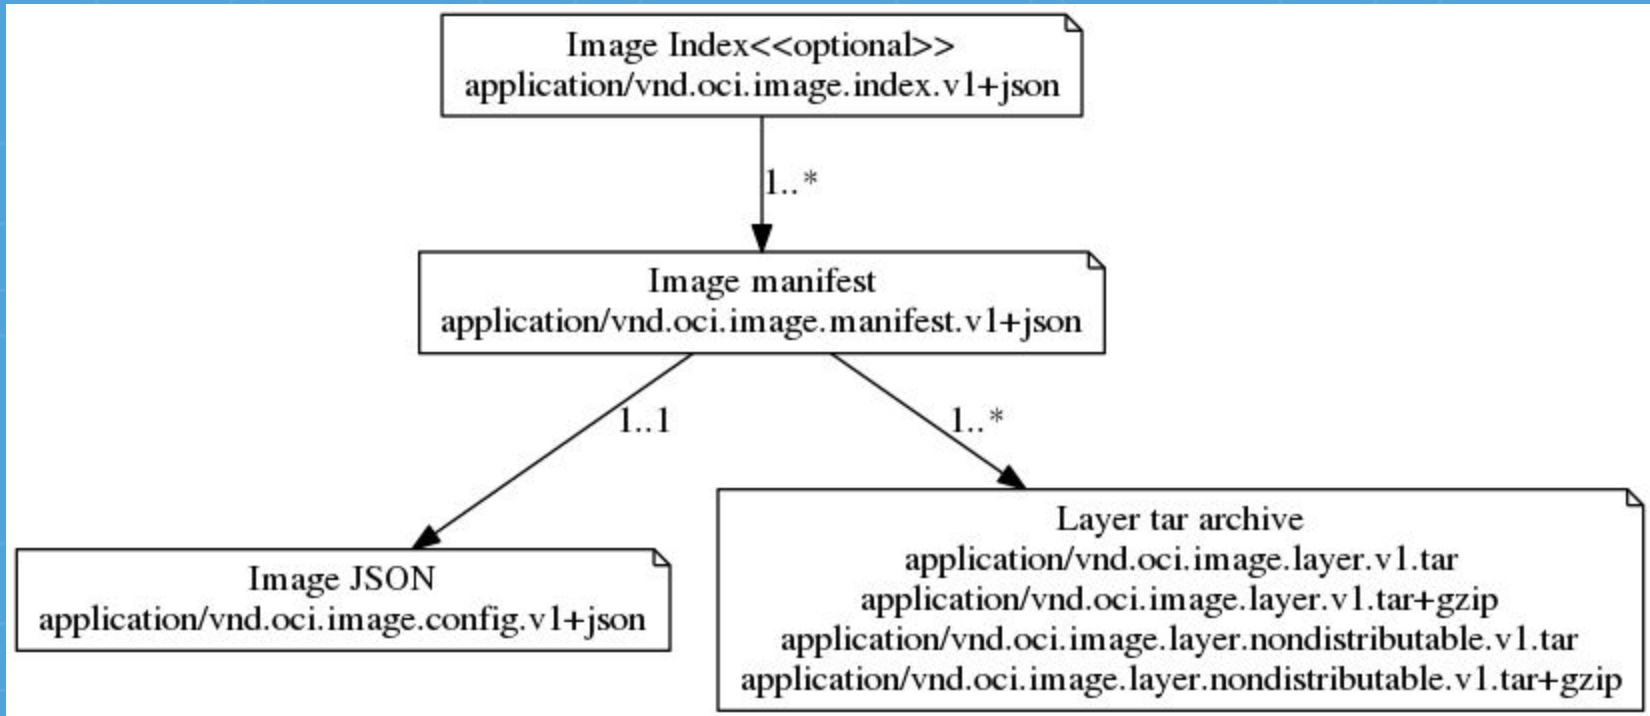 Image Index<<optional>>
application/vnd.oci.image.index.v1+json
1..*
Image manifest
application/vnd.oci.image.manifest.v1+json
1..1
1..*
Image JSON
application/vnd.oci.image.config.v1+json
Layer tar archive
application/vnd.oci.image.layer.v1.tar
application/vnd.oci.image.layer.v1.tar+gzip
application/vnd.oci.image.layer.nondistributable.v1.tar
application/vnd.oci.image.layer.nondistributable.v1.tar+gzip